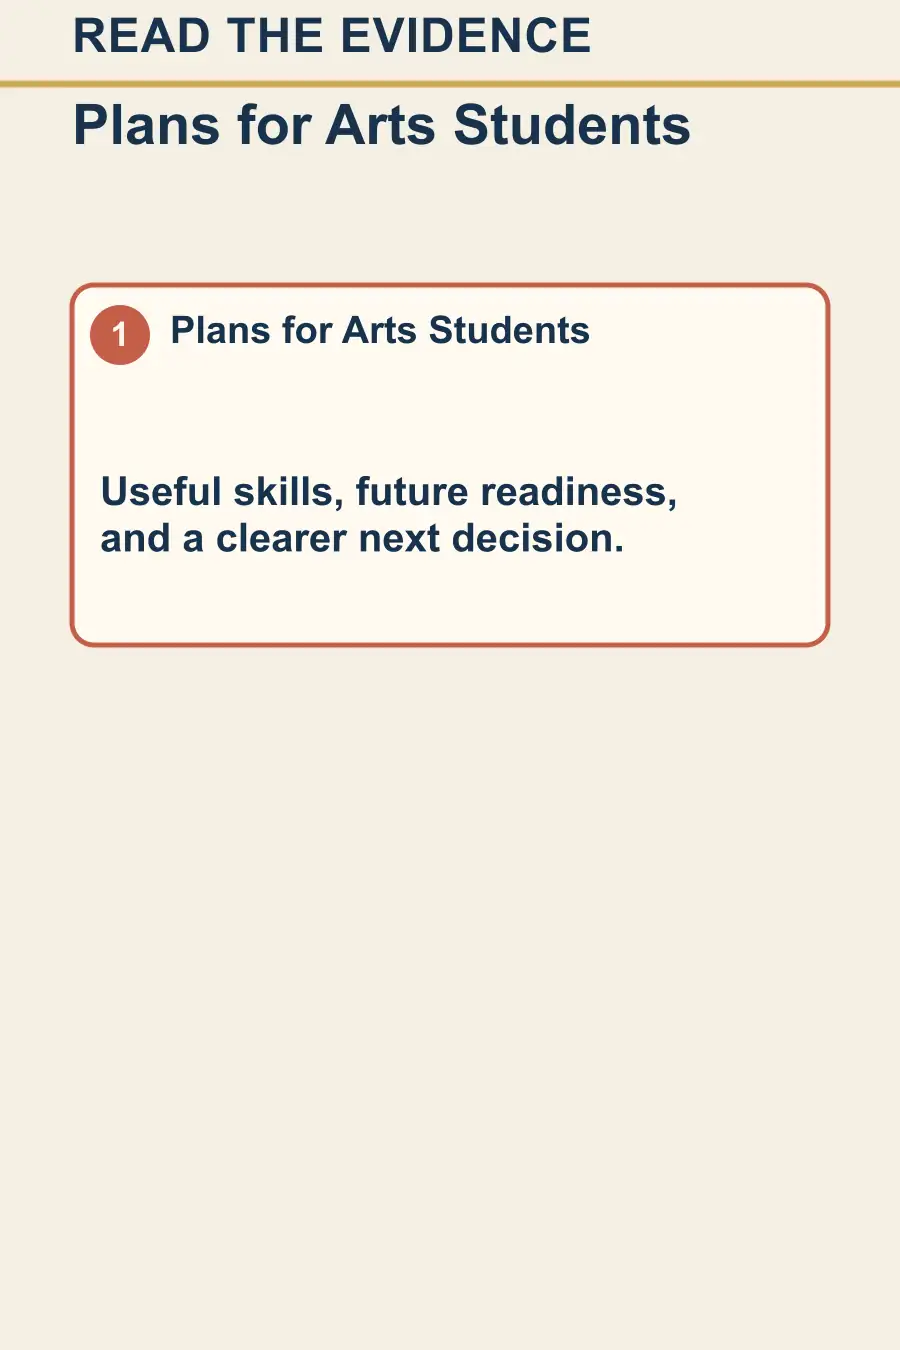 READ THE EVIDENCE
Plans for Arts Students
1 Plans for Arts Students
Useful skills, future readiness,
and a clearer next decision.